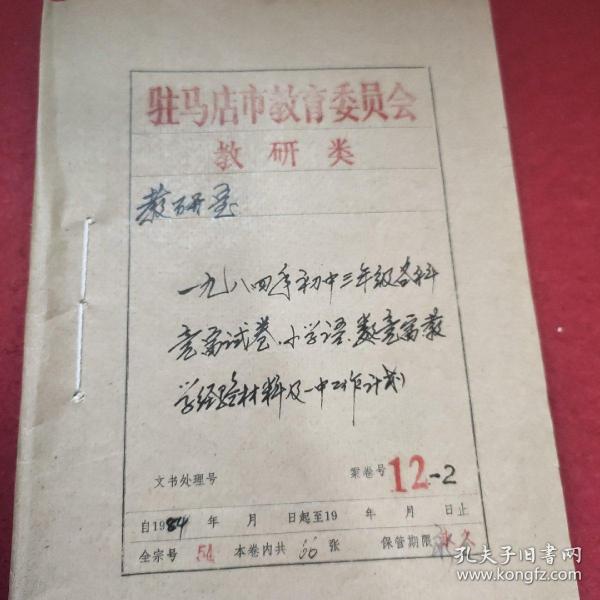 驻马店市教育委员会
教研类
教研室
一九八四年初中三年级各科
竞赛试卷、小学语、数竞赛教
学经验材料及一中工作计划
文书处理号 案卷号 12-2
自1984年 月 日起至19 年 月 日止
全宗号 54 本卷内共 66 张 保管期限 永久
孔夫子旧书网
www.kongfz.com